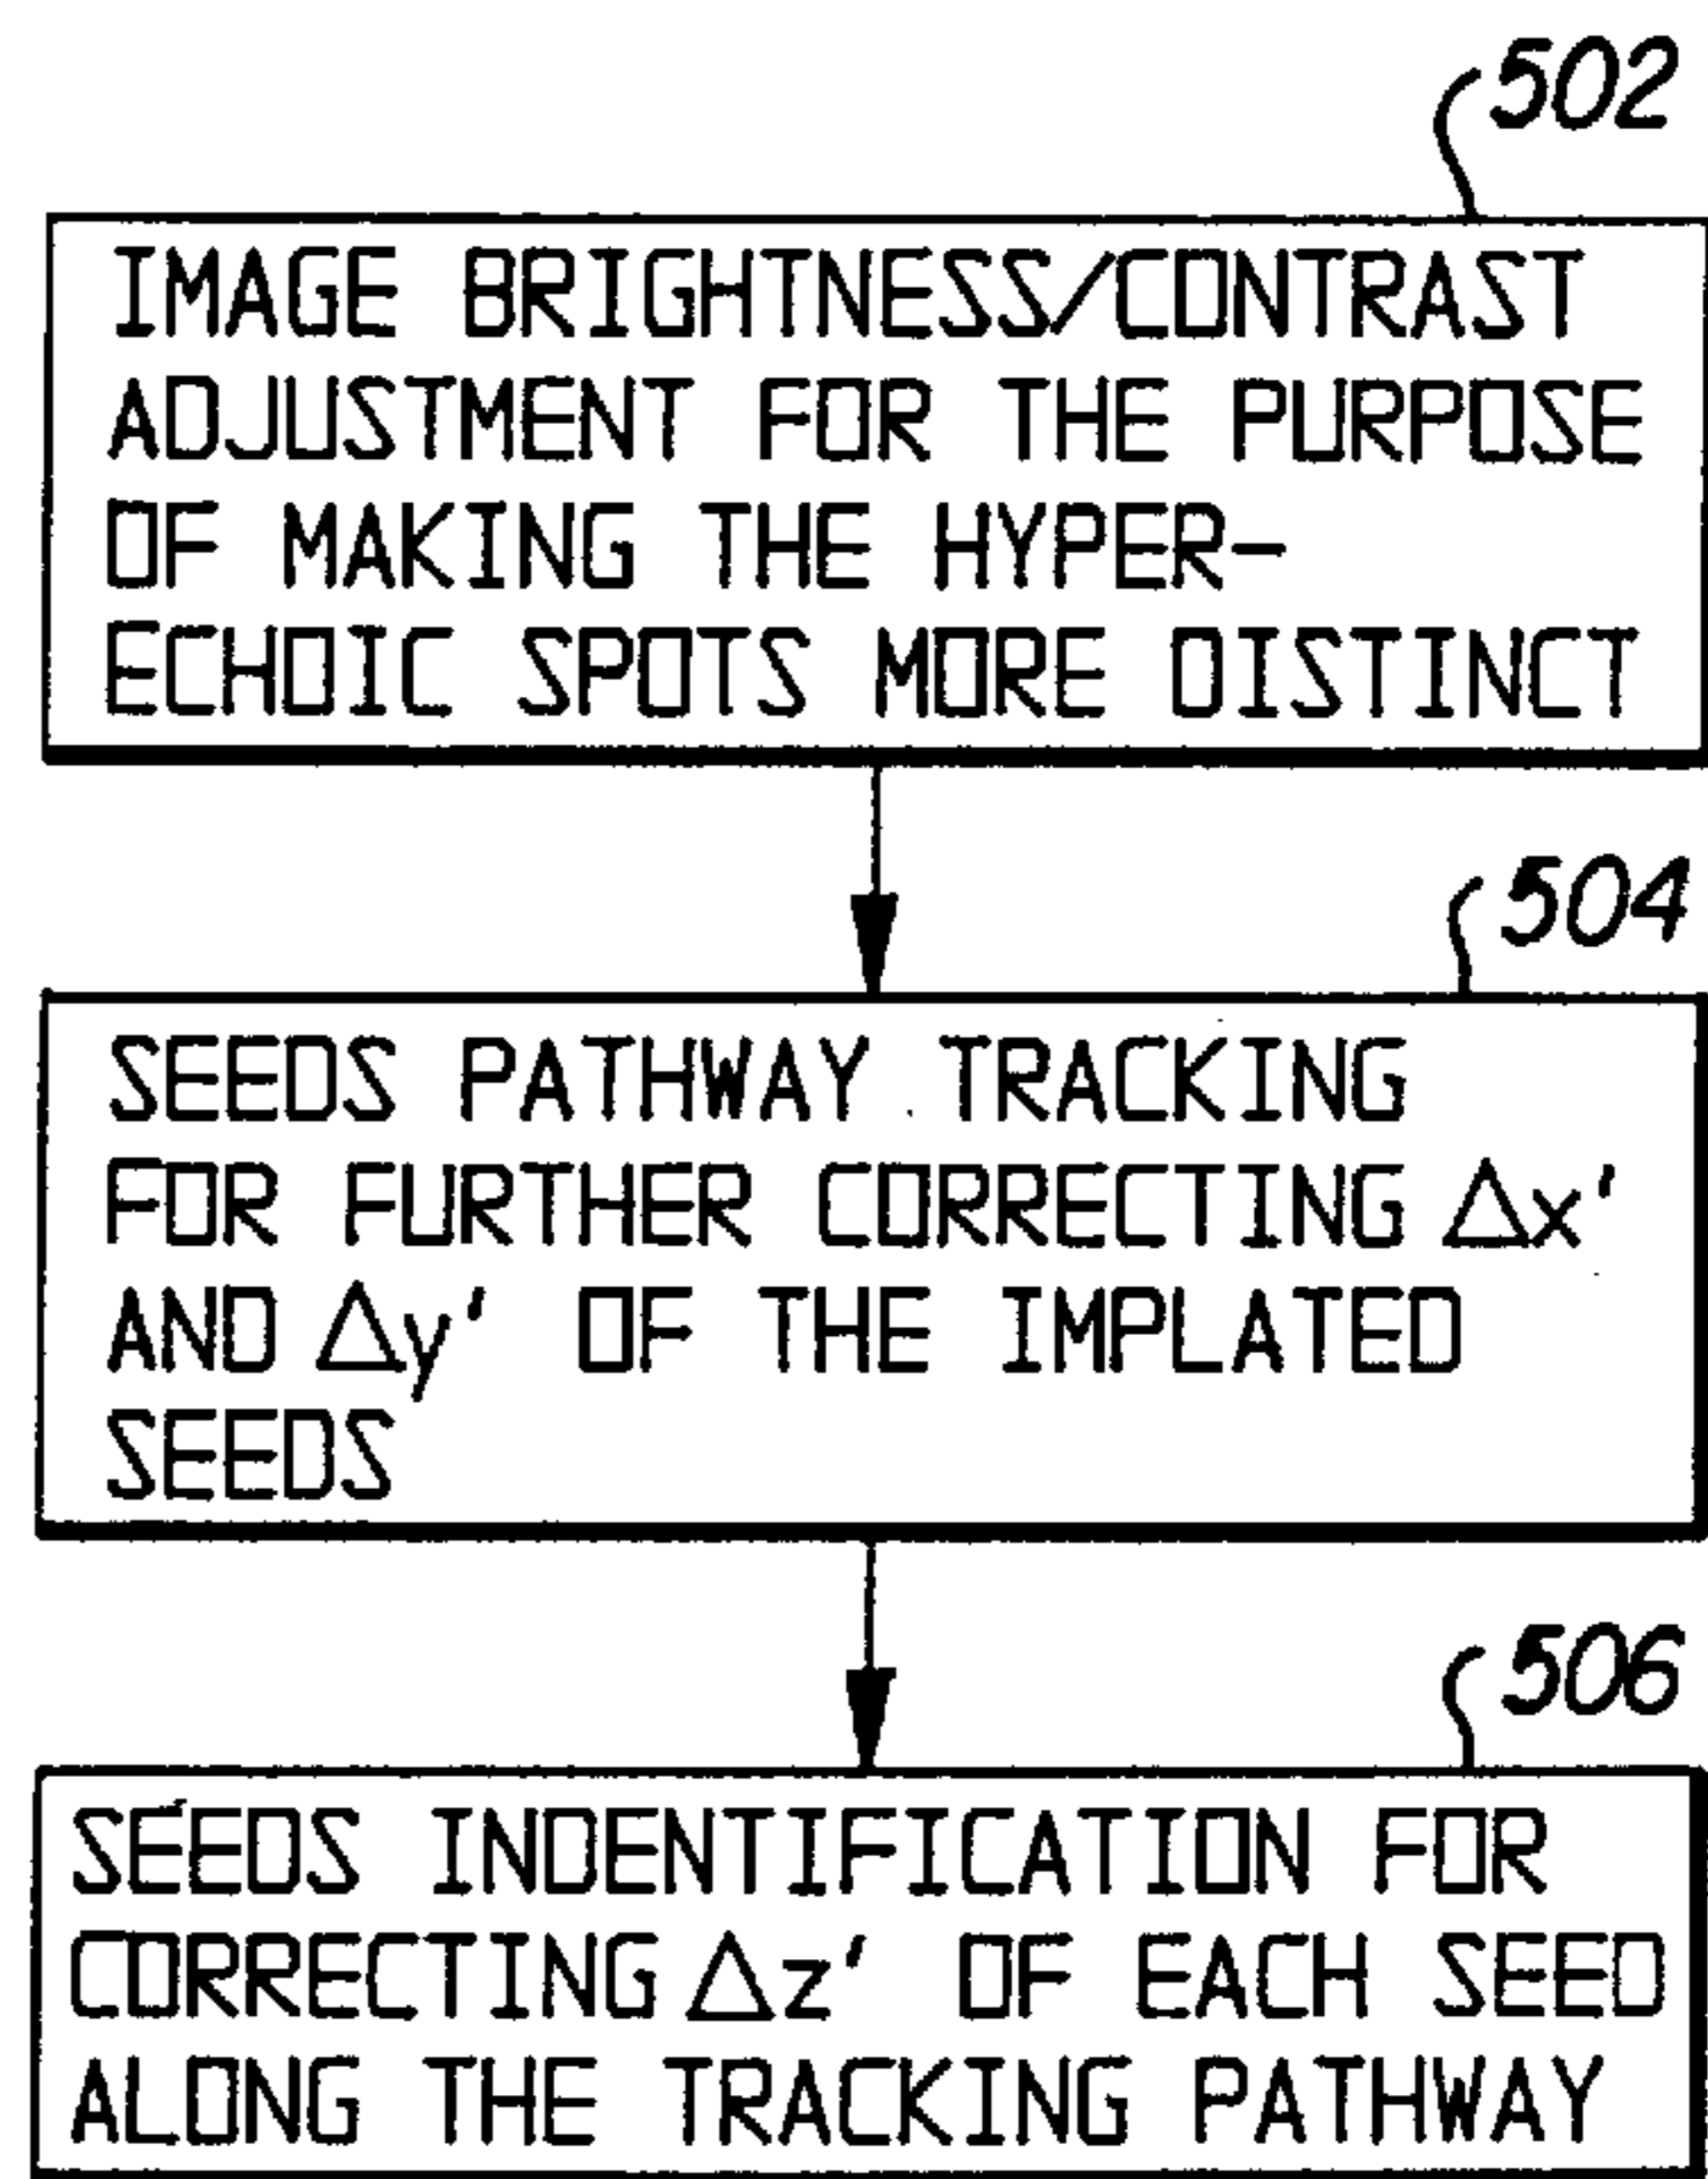 502
IMAGE BRIGHTNESS/CONTRAST
ADJUSTMENT FOR THE PURPOSE
OF MAKING THE HYPER-
ECHOIC SPOTS MORE DISTINCT
504
SEEDS PATHWAY TRACKING
FOR FURTHER CORRECTING Δx'
AND Δy' OF THE IMPLATED
SEEDS
506
SEEDS INDENTIFICATION FOR
CORRECTING Δz' OF EACH SEED
ALONG THE TRACKING PATHWAY